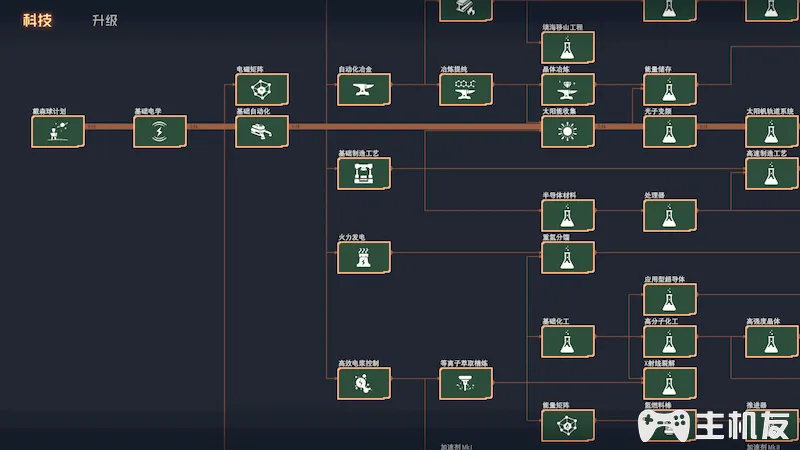 科技
升级
填海移山工程
电磁矩阵
自动化冶金
冶炼提纯
晶体冶炼
能量储存
戴森球计划
基础电学
基础自动化
太阳能收集
光子变频
太阳帆轨道系统
基础制造工艺
高速制造工艺
半导体材料
处理器
火力发电
重氢分馏
应用型超导体
基础化工
高分子化工
高强度晶体
高效电浆控制
等离子萃取精炼
X射线裂解
能量矩阵
氢燃料棒
推进器
加速剂 MkI
主机友